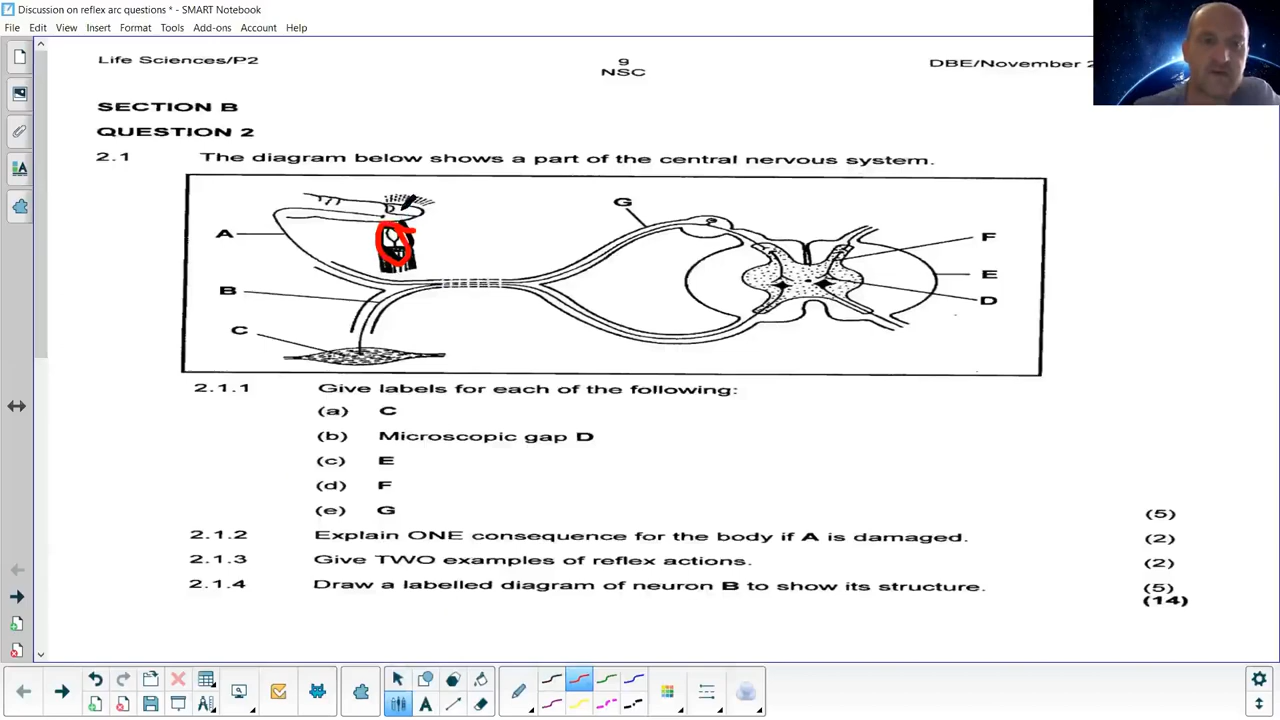 Discussion on reflex arc questions * - SMART Notebook
File Edit View Insert Format Tools Add-ons Account Help
Life Sciences/P2 9 DBE/November 2
NSC
SECTION B
QUESTION 2
2.1 The diagram below shows a part of the central nervous system.
G
A F
E
B D
C
2.1.1 Give labels for each of the following:
(a) C
(b) Microscopic gap D
(c) E
(d) F
(e) G (5)
2.1.2 Explain ONE consequence for the body if A is damaged. (2)
2.1.3 Give TWO examples of reflex actions. (2)
2.1.4 Draw a labelled diagram of neuron B to show its structure. (5)
(14)